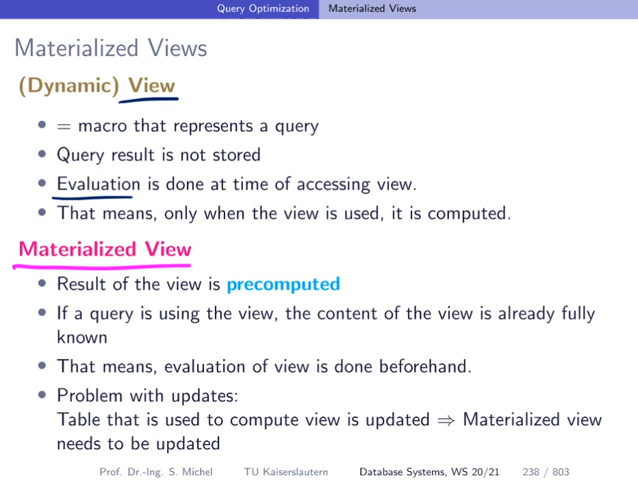 Query Optimization Materialized Views
Materialized Views
(Dynamic) View
• = macro that represents a query
• Query result is not stored
• Evaluation is done at time of accessing view.
• That means, only when the view is used, it is computed.
Materialized View
• Result of the view is precomputed
• If a query is using the view, the content of the view is already fully
known
• That means, evaluation of view is done beforehand.
• Problem with updates:
Table that is used to compute view is updated ⇒ Materialized view
needs to be updated
Prof. Dr.-Ing. S. Michel TU Kaiserslautern Database Systems, WS 20/21 238 / 803